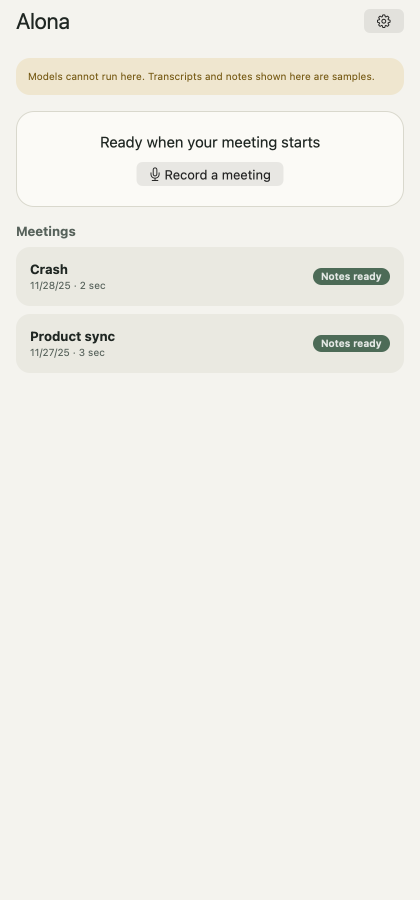 Alona
Models cannot run here. Transcripts and notes shown here are samples.
Ready when your meeting starts
Record a meeting
Meetings
Crash
11/28/25 · 2 sec
Notes ready
Product sync
11/27/25 · 3 sec
Notes ready